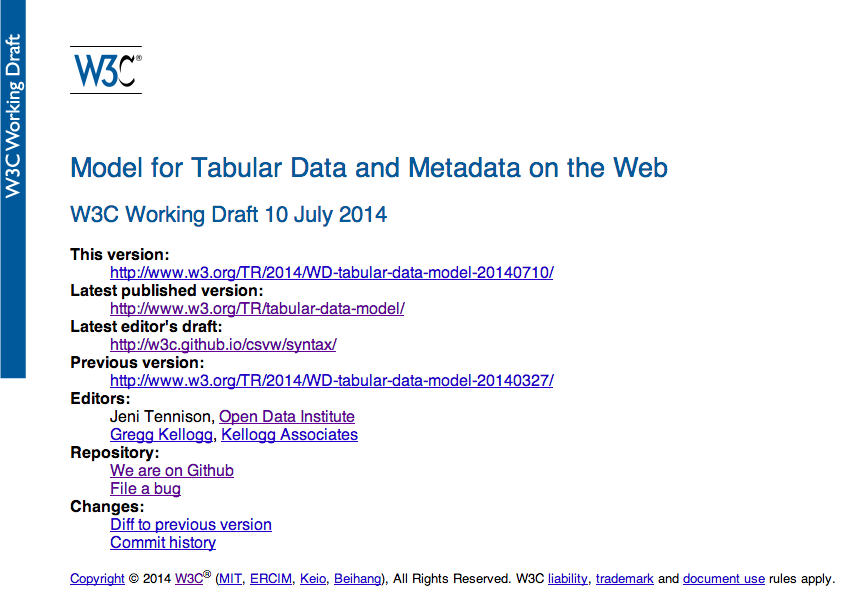 W3C Working Draft
W3C®
Model for Tabular Data and Metadata on the Web
W3C Working Draft 10 July 2014
This version:
http://www.w3.org/TR/2014/WD-tabular-data-model-20140710/
Latest published version:
http://www.w3.org/TR/tabular-data-model/
Latest editor's draft:
http://w3c.github.io/csvw/syntax/
Previous version:
http://www.w3.org/TR/2014/WD-tabular-data-model-20140327/
Editors:
Jeni Tennison, Open Data Institute
Gregg Kellogg, Kellogg Associates
Repository:
We are on Github
File a bug
Changes:
Diff to previous version
Commit history
Copyright © 2014 W3C® (MIT, ERCIM, Keio, Beihang), All Rights Reserved. W3C liability, trademark and document use rules apply.